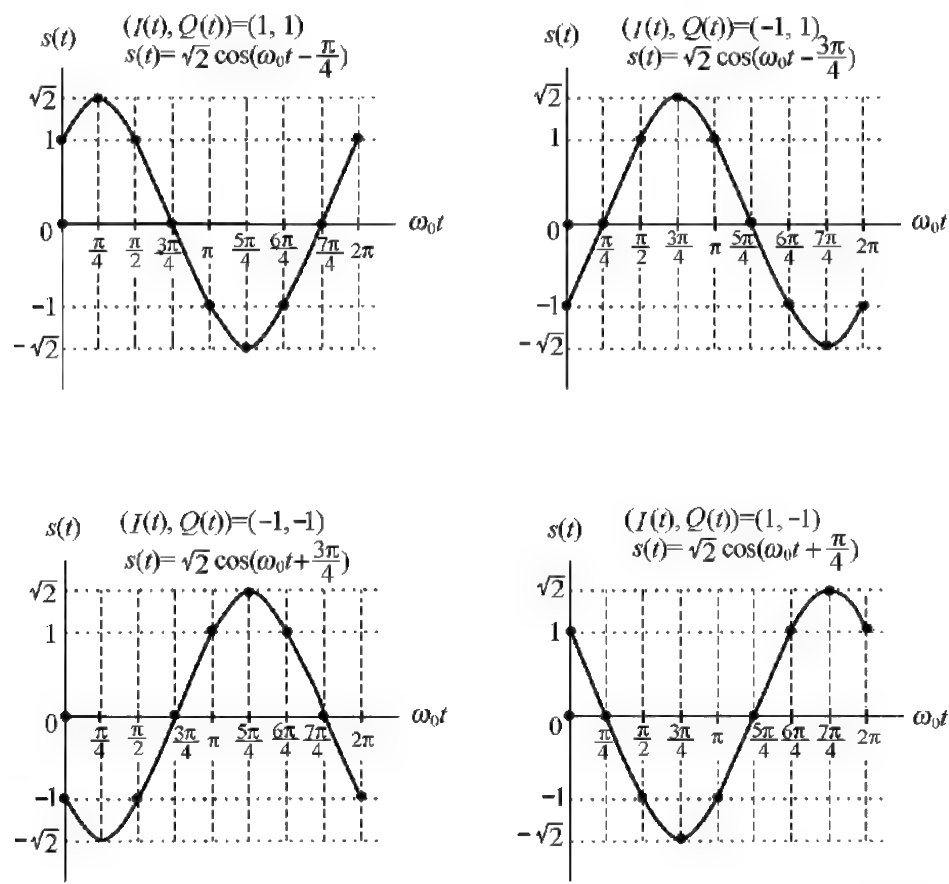 s(t) (I(t), Q(t))=(1, 1)
s(t)=√2 cos(ω₀t − π/4)
√2
1
0 π/4 π/2 3π/4 π 5π/4 6π/4 7π/4 2π ω₀t
−1
−√2
s(t) (I(t), Q(t))=(−1, 1)
s(t)=√2 cos(ω₀t − 3π/4)
√2
1
0 π/4 π/2 3π/4 π 5π/4 6π/4 7π/4 2π ω₀t
−1
−√2
s(t) (I(t), Q(t))=(−1, −1)
s(t)=√2 cos(ω₀t+3π/4)
√2
1
0 π/4 π/2 3π/4 π 5π/4 6π/4 7π/4 2π ω₀t
−1
−√2
s(t) (I(t), Q(t))=(1, −1)
s(t)=√2 cos(ω₀t + π/4)
√2
1
0 π/4 π/2 3π/4 π 5π/4 6π/4 7π/4 2π ω₀t
−1
−√2